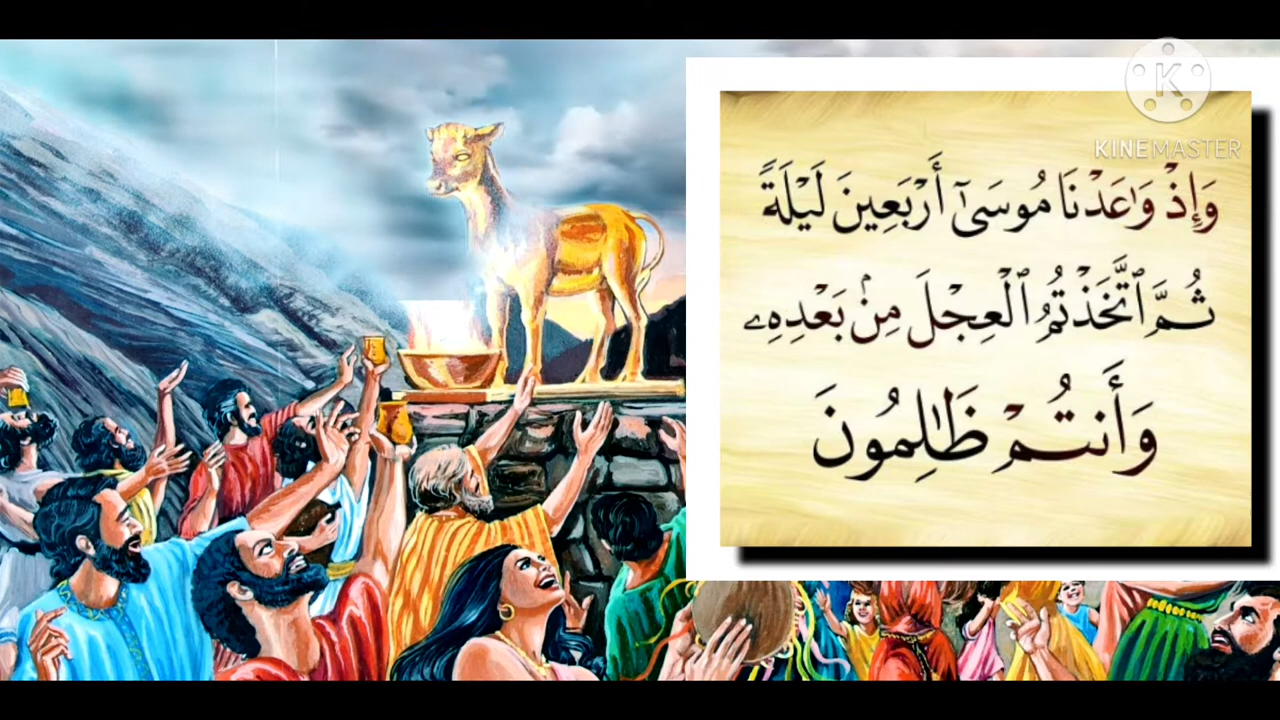 K
KINEMASTER
وَإِذْ وَٰعَدْنَا مُوسَىٰٓ أَرْبَعِينَ لَيْلَةً
ثُمَّ ٱتَّخَذْتُمُ ٱلْعِجْلَ مِنۢ بَعْدِهِۦ
وَأَنتُمْ ظَٰلِمُونَ